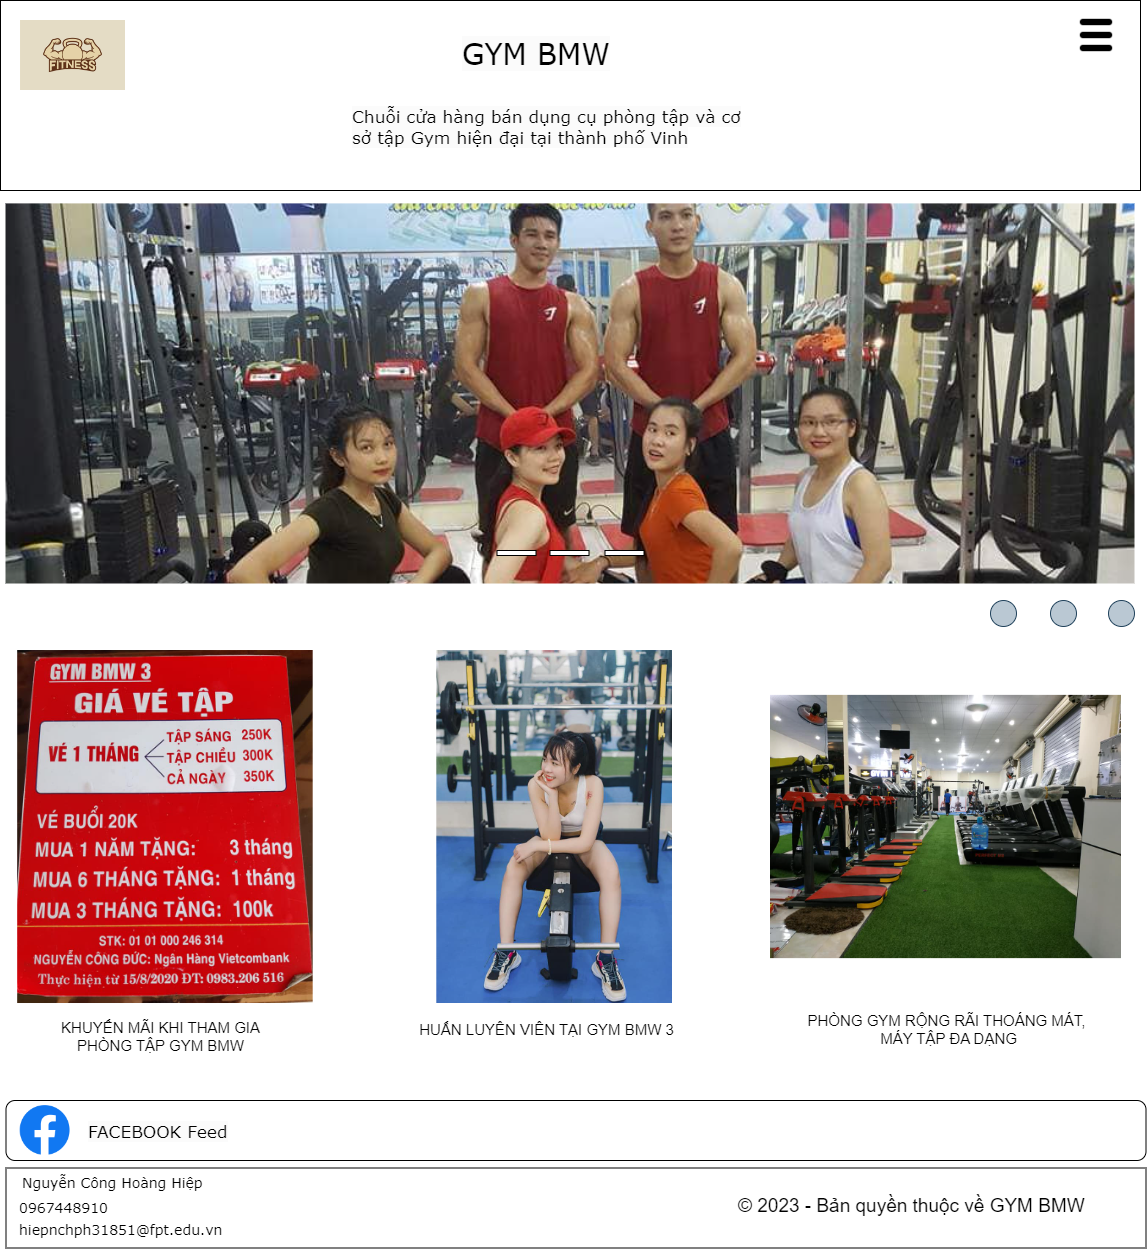 FITNESS
GYM BMW
Chuỗi cửa hàng bán dụng cụ phòng tập và cơ
sở tập Gym hiện đại tại thành phố Vinh
GYM BMW 3
GIÁ VÉ TẬP
VÉ 1 THÁNG
TẬP SÁNG 250K
TẬP CHIỀU 300K
CẢ NGÀY 350K
VÉ BUỔI 20K
MUA 1 NĂM TẶNG: 3 tháng
MUA 6 THÁNG TẶNG: 1 tháng
MUA 3 THÁNG TẶNG: 100k
STK: 01 01 000 246 314
NGUYỄN CÔNG ĐỨC: Ngân Hàng Vietcombank
Thực hiện từ 15/8/2020 ĐT: 0983.206 516
KHUYẾN MÃI KHI THAM GIA
PHÒNG TẬP GYM BMW
HUẤN LUYÊN VIÊN TẠI GYM BMW 3
PHÒNG GYM RỘNG RÃI THOÁNG MÁT,
MÁY TẬP ĐA DẠNG
FACEBOOK Feed
Nguyễn Công Hoàng Hiệp
0967448910
hiepnchph31851@fpt.edu.vn
© 2023 - Bản quyền thuộc về GYM BMW